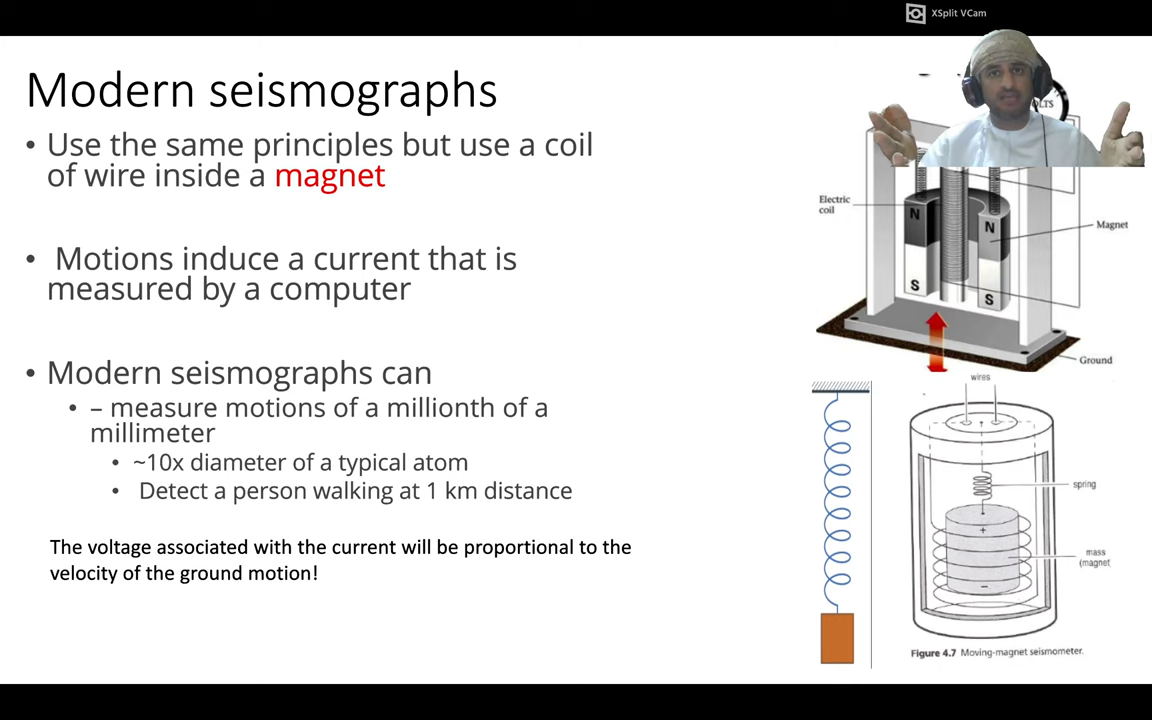 XSplit VCam
Modern seismographs
• Use the same principles but use a coil
of wire inside a magnet
• Motions induce a current that is
measured by a computer
• Modern seismographs can
• – measure motions of a millionth of a
millimeter
• ~10x diameter of a typical atom
• Detect a person walking at 1 km distance
The voltage associated with the current will be proportional to the
velocity of the ground motion!
Electric
coil
N
N
Magnet
S
S
Ground
wires
spring
+
mass
(magnet
–
Figure 4.7 Moving-magnet seismometer.